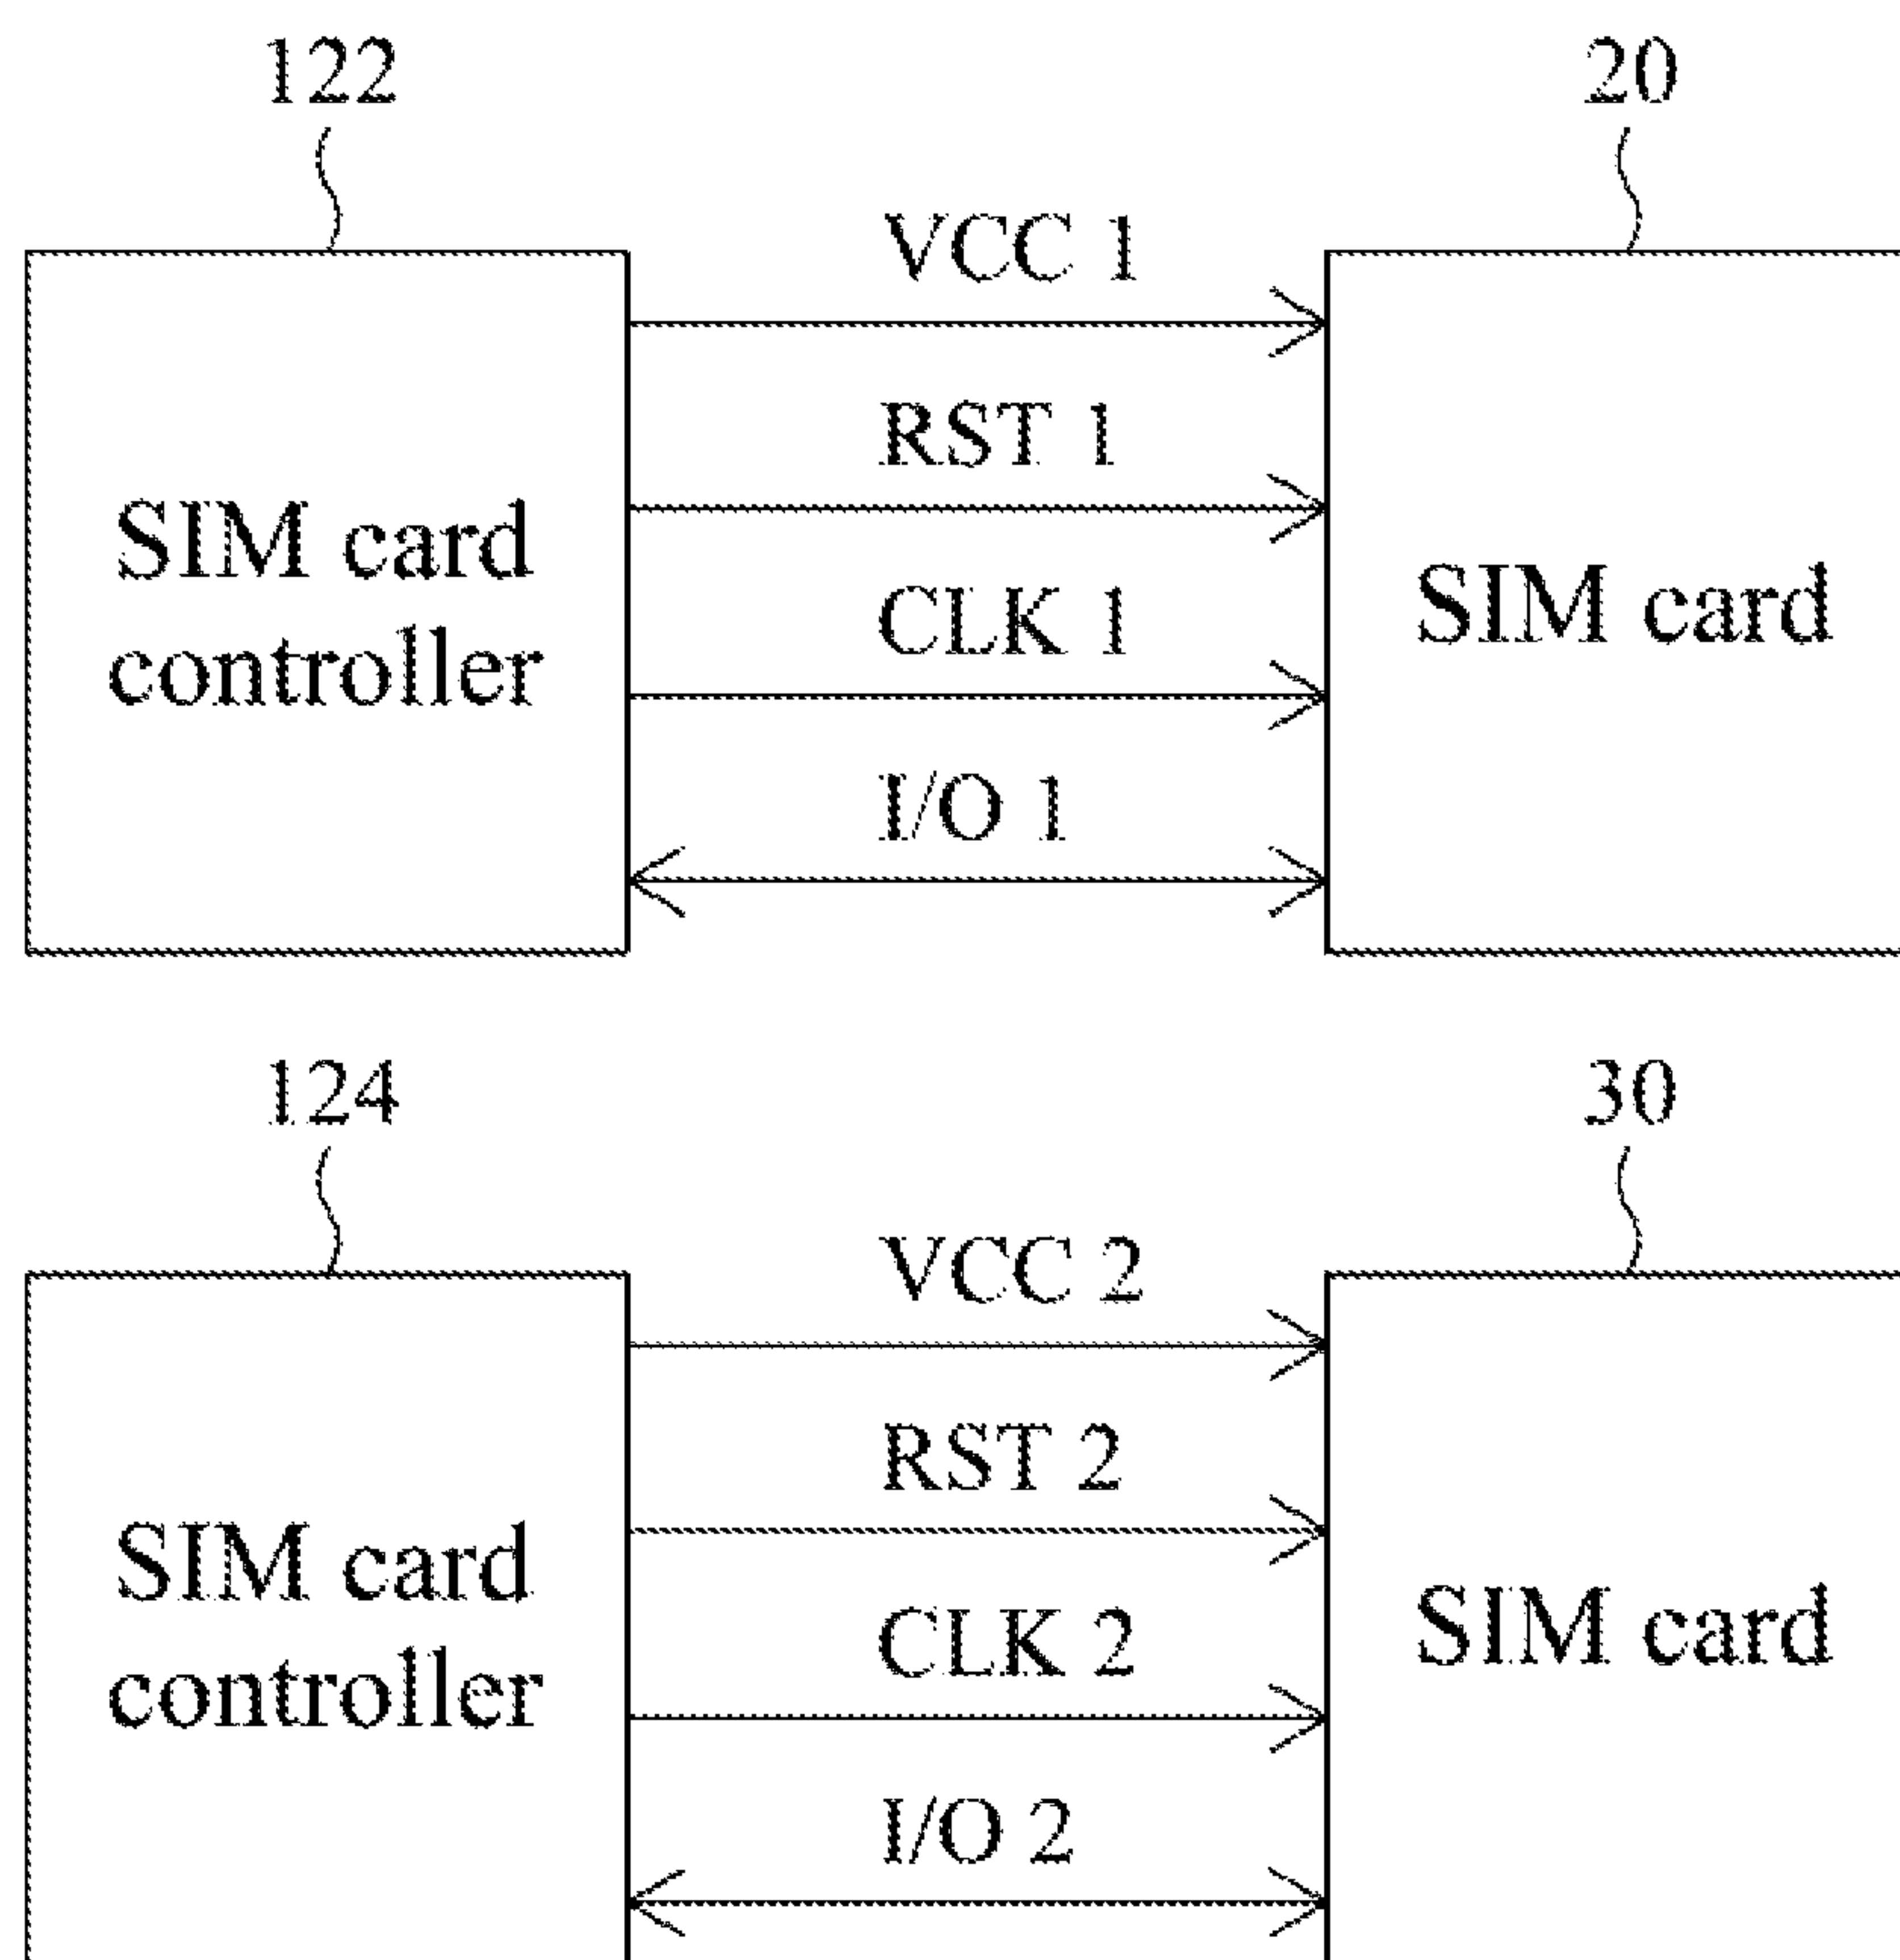 122
20
VCC 1
RST 1
SIM card
controller
CLK 1
SIM card
I/O 1
124
30
VCC 2
RST 2
SIM card
controller
CLK 2
SIM card
I/O 2